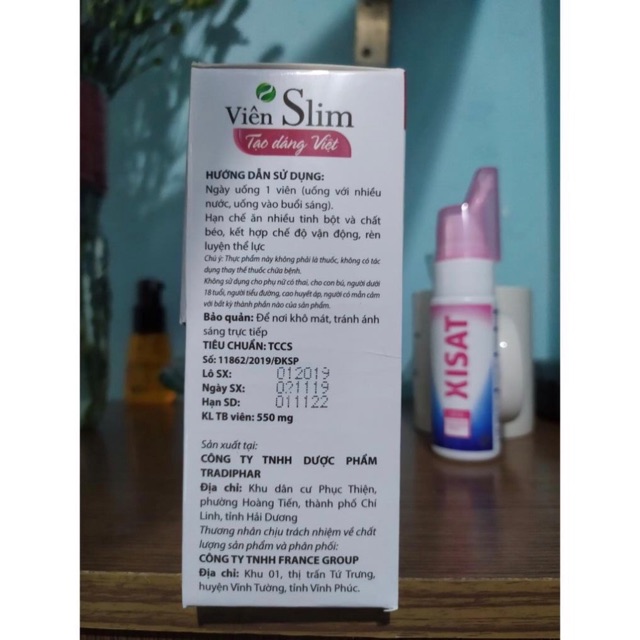 Viên Slim
Tạo dáng Việt
HƯỚNG DẪN SỬ DỤNG:
Ngày uống 1 viên (uống với nhiều
nước, uống vào buổi sáng).
Hạn chế ăn nhiều tinh bột và chất
béo, kết hợp chế độ vận động, rèn
luyện thể lực
Chú ý: Thực phẩm này không phải là thuốc, không có tác
dụng thay thế thuốc chữa bệnh.
Không sử dụng cho phụ nữ có thai, cho con bú, người dưới
18 tuổi, người tiểu đường, cao huyết áp, người có mẫn cảm
với bất kỳ thành phần nào của sản phẩm.
Bảo quản: Để nơi khô mát, tránh ánh
sáng trực tiếp
TIÊU CHUẨN: TCCS
Số: 11862/2019/ĐKSP
Lô SX: 012019
Ngày SX: 021119
Hạn SD: 011122
KL TB viên: 550 mg
Sản xuất tại:
CÔNG TY TNHH DƯỢC PHẨM
TRADIPHAR
Địa chỉ: Khu dân cư Phục Thiện,
phường Hoàng Tiến, thành phố Chí
Linh, tỉnh Hải Dương
Thương nhân chịu trách nhiệm về chất
lượng sản phẩm và phân phối:
CÔNG TY TNHH FRANCE GROUP
Địa chỉ: Khu 01, thị trấn Tứ Trưng,
huyện Vĩnh Tường, tỉnh Vĩnh Phúc.
XISAT